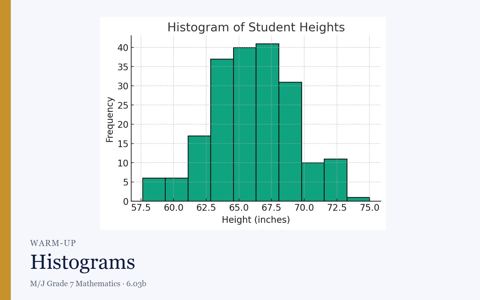 Histogram of Student Heights
40
35
30
25
20
15
10
5
0
Frequency
57.5 60.0 62.5 65.0 67.5 70.0 72.5 75.0
Height (inches)
WARM-UP
Histograms
M/J Grade 7 Mathematics · 6.03b